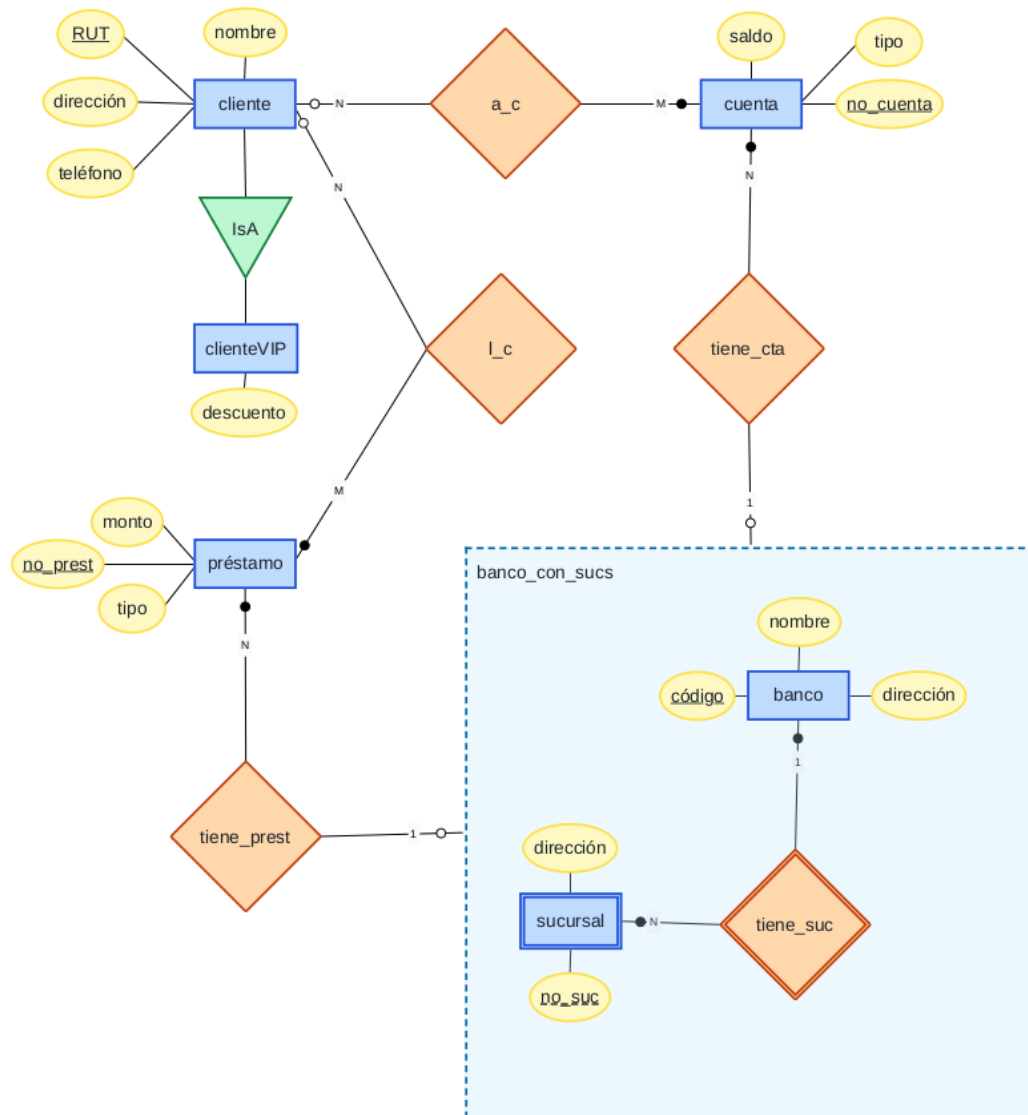 RUT
nombre
saldo
tipo
dirección
cliente
N
a_c
M
cuenta
no_cuenta
teléfono
N
N
IsA
clienteVIP
l_c
tiene_cta
descuento
M
1
monto
no_prest
préstamo
tipo
banco_con_sucs
nombre
N
código
banco
dirección
1
tiene_prest
1
dirección
sucursal
N
tiene_suc
no_suc